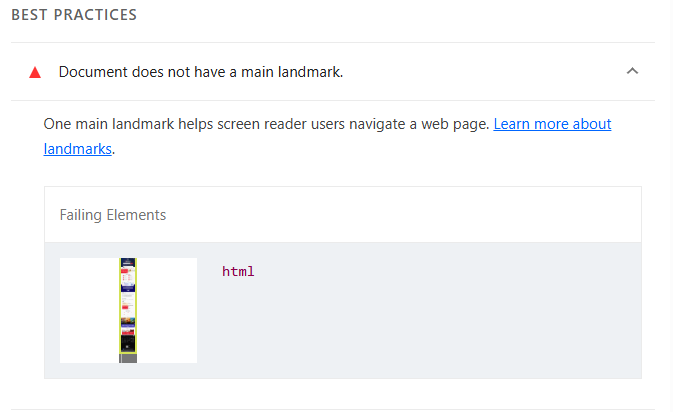 BEST PRACTICES
Document does not have a main landmark.
One main landmark helps screen reader users navigate a web page. Learn more about
landmarks.
Failing Elements
html